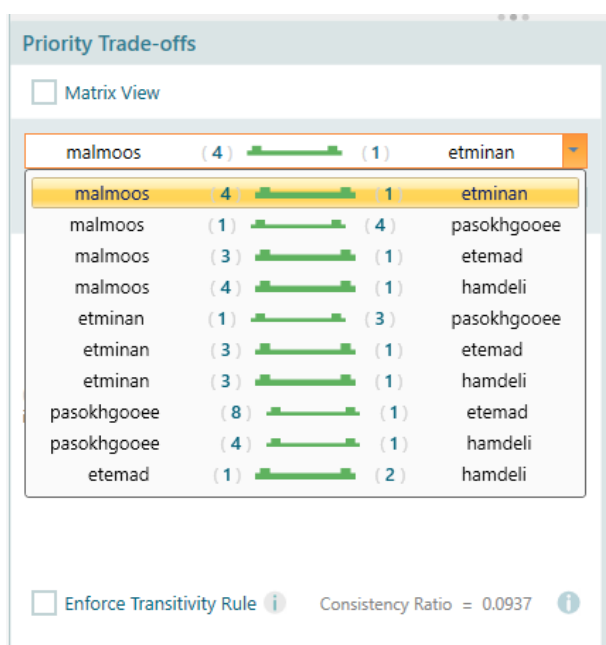 Priority Trade-offs
Matrix View
malmoos (4) (1) etminan
malmoos (4) (1) etminan
malmoos (1) (4) pasokhgooee
malmoos (3) (1) etemad
malmoos (4) (1) hamdeli
etminan (1) (3) pasokhgooee
etminan (3) (1) etemad
etminan (3) (1) hamdeli
pasokhgooee (8) (1) etemad
pasokhgooee (4) (1) hamdeli
etemad (1) (2) hamdeli
Enforce Transitivity Rule i Consistency Ratio = 0.0937 i